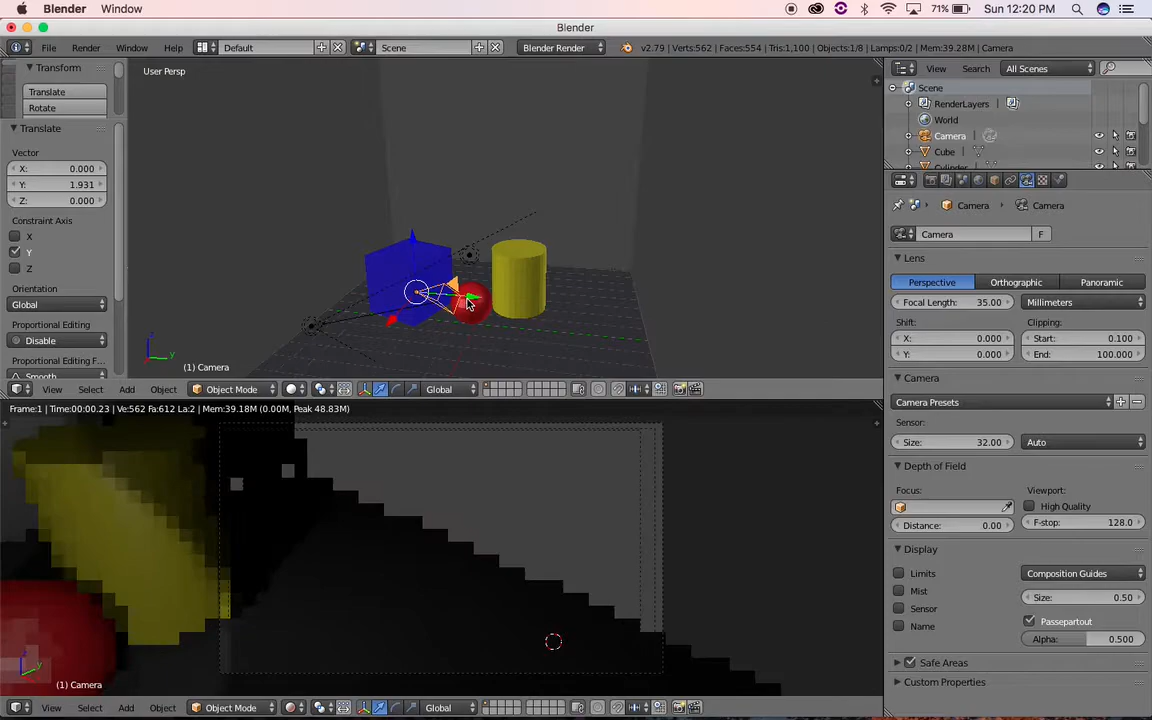 Blender Window 71% Sun 12:20 PM
Blender
File Render Window Help Default Scene Blender Render v2.79 | Verts:562 | Faces:554 | Tris:1,100 | Objects:1/8 | Lamps:0/2 | Mem:39.28M | Camera
Transform
Translate
Rotate
Translate
Vector
X: 0.000
Y: 1.931
Z: 0.000
Constraint Axis
X
Y
Z
Orientation
Global
Proportional Editing
Disable
Proportional Editing F...
Smooth
User Persp
z
y
(1) Camera
View Select Add Object Object Mode Global
Frame:1 | Time:00:00.23 | Ve:562 Fa:612 La:2 | Mem:39.18M (0.00M, Peak 48.83M)
z
y
(1) Camera
View Select Add Object Object Mode Global
View Search All Scenes
Scene
RenderLayers
World
Camera
Cube
Cylinder
Camera Camera
Camera F
Lens
Perspective Orthographic Panoramic
Focal Length: 35.00 Millimeters
Shift: Clipping:
X: 0.000 Start: 0.100
Y: 0.000 End: 100.000
Camera
Camera Presets
Sensor:
Size: 32.00 Auto
Depth of Field
Focus: Viewport:
High Quality
Distance: 0.00 F-stop: 128.0
Display
Limits Composition Guides
Mist Size: 0.50
Sensor Passepartout
Name Alpha: 0.500
Safe Areas
Custom Properties